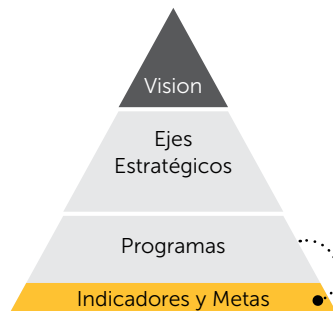 Vision
Ejes
Estratégicos
Programas
Indicadores y Metas